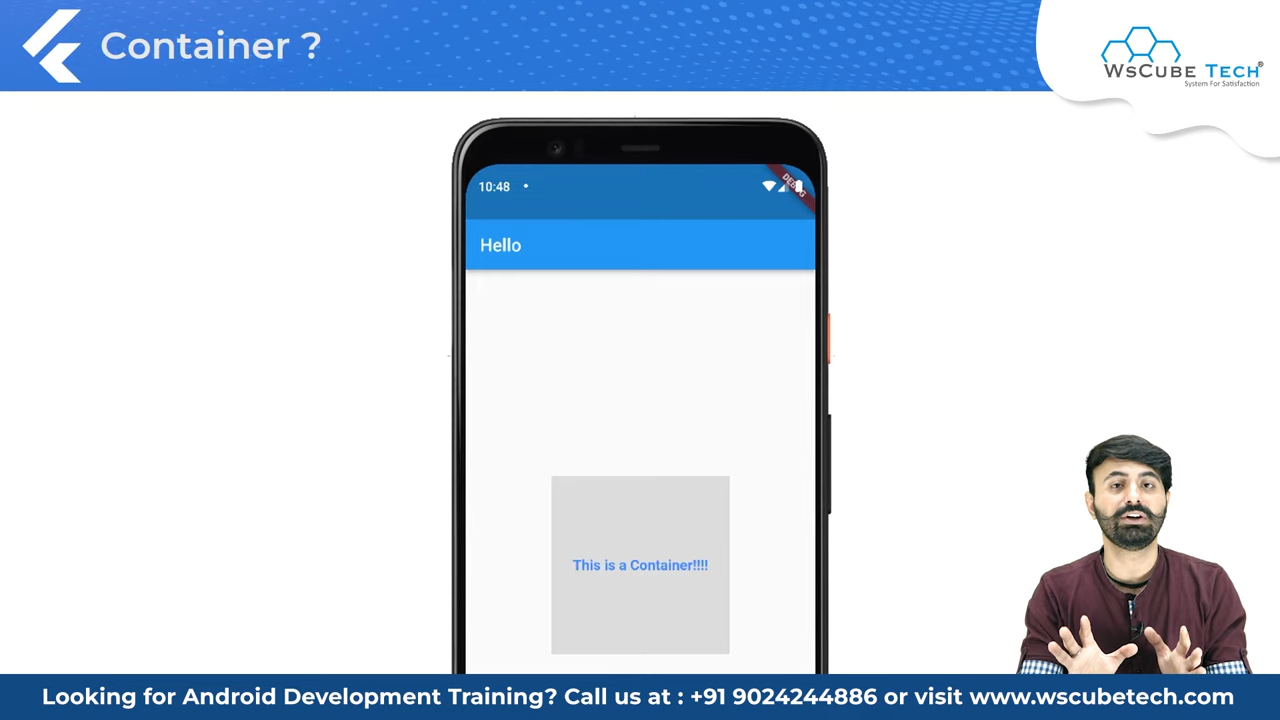 Container ?
WsCube Tech®
System For Satisfaction
10:48
DEBUG
Hello
This is a Container!!!!
Looking for Android Development Training? Call us at : +91 9024244886 or visit www.wscubetech.com